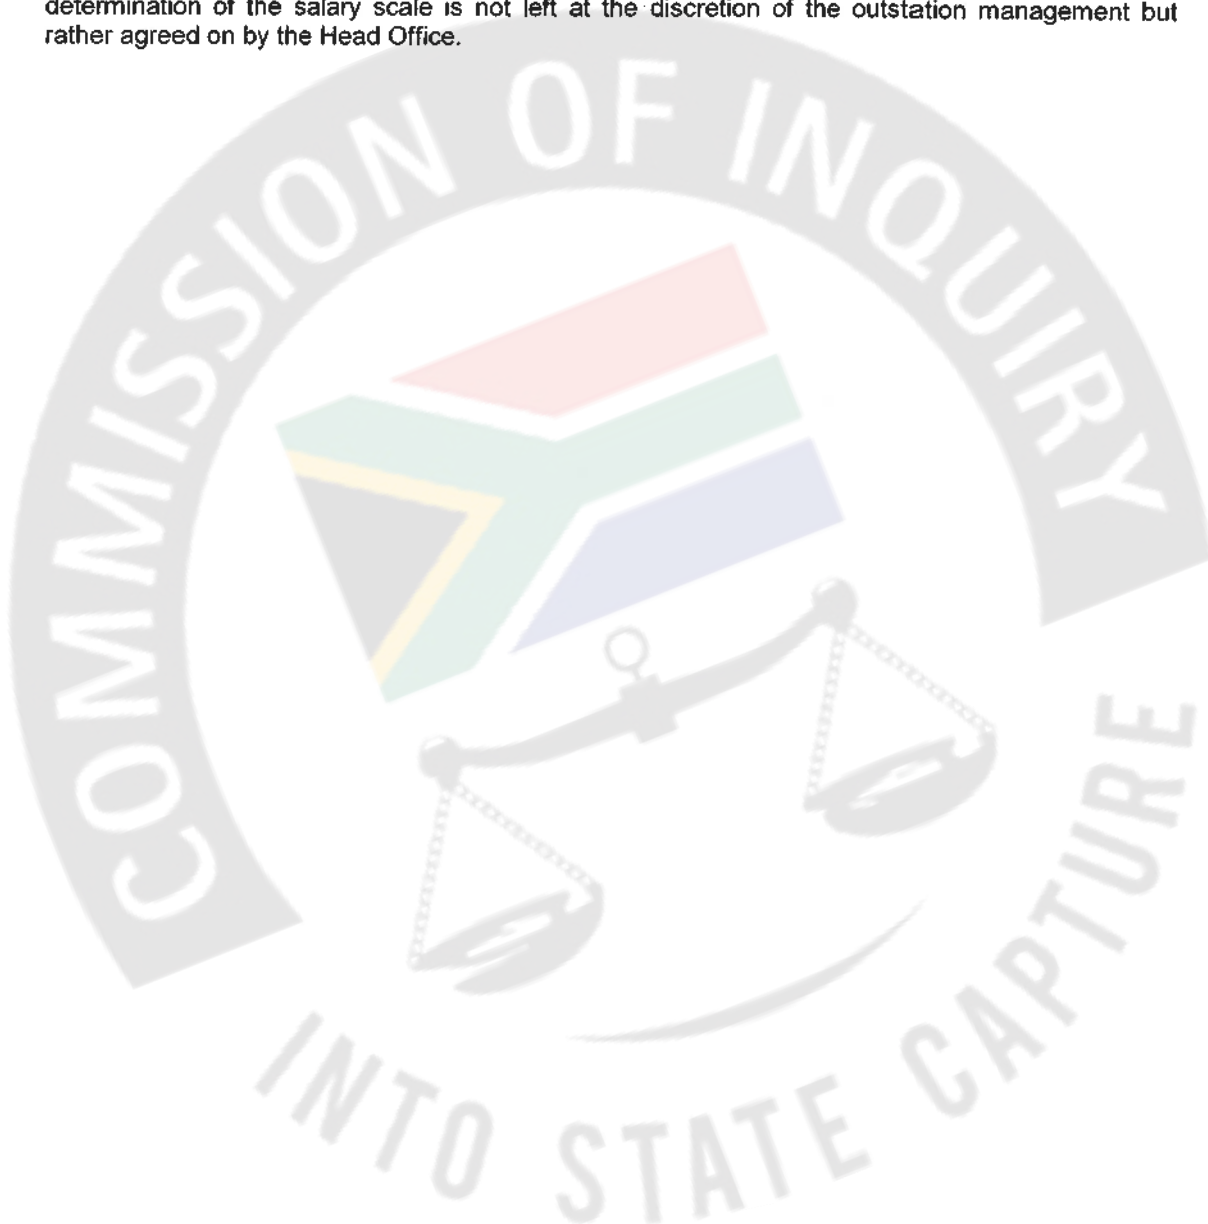 determination of the salary scale is not left at the discretion of the outstation management but
rather agreed on by the Head Office.
COMMISSION OF INQUIRY
INTO STATE CAPTURE